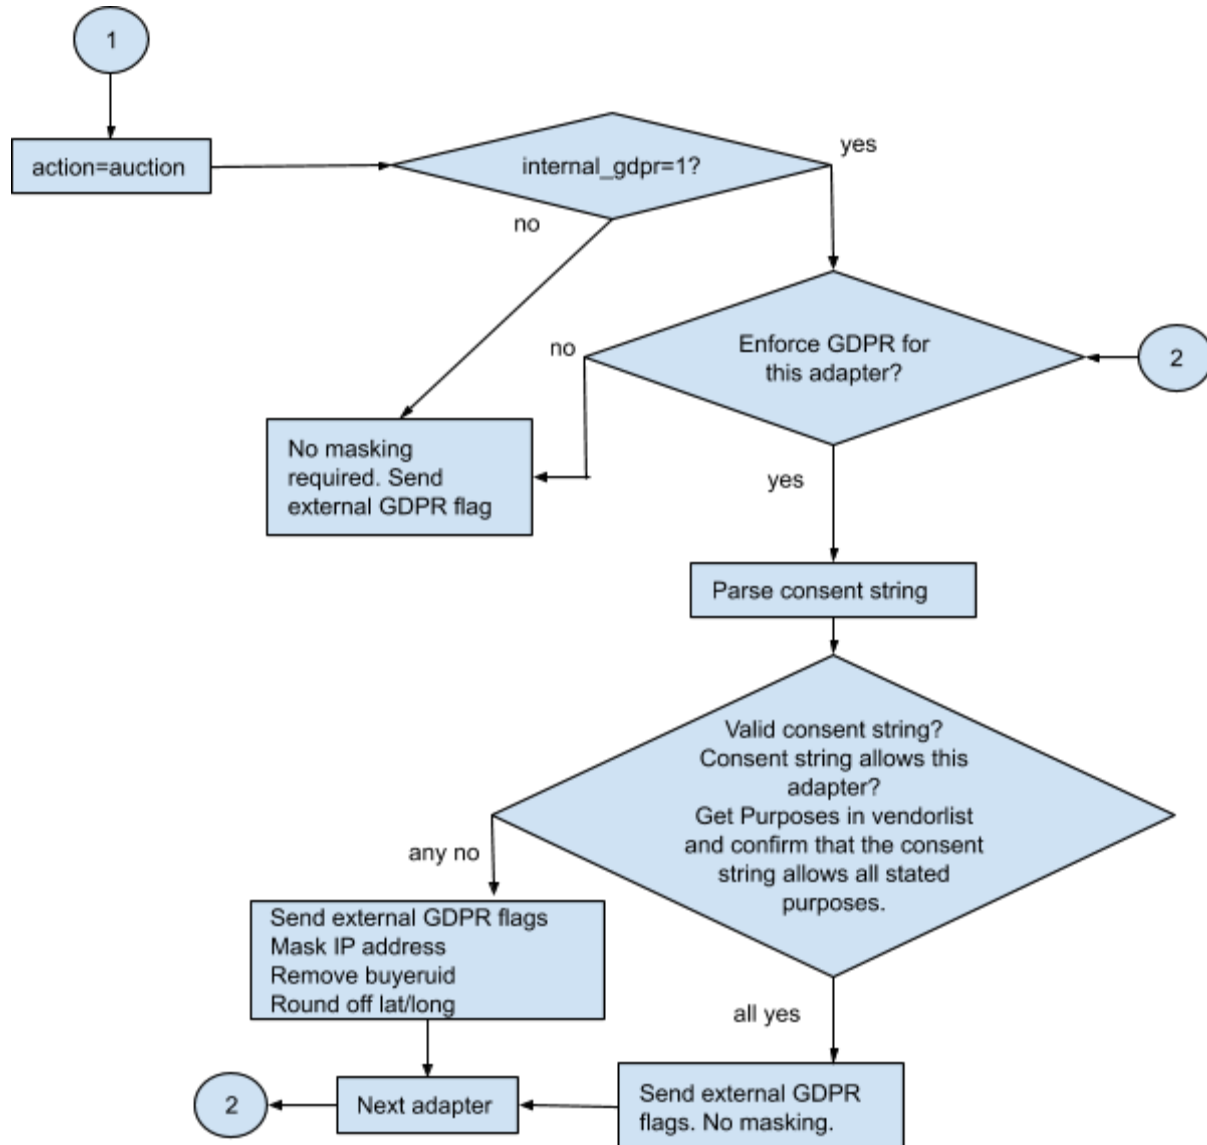 1
action=auction
internal_gdpr=1?
yes
no
Enforce GDPR for
this adapter?
2
no
No masking
required. Send
external GDPR flag
yes
Parse consent string
Valid consent string?
Consent string allows this
adapter?
Get Purposes in vendorlist
and confirm that the consent
string allows all stated
purposes.
any no
Send external GDPR flags
Mask IP address
Remove buyeruid
Round off lat/long
all yes
Send external GDPR
flags. No masking.
Next adapter
2